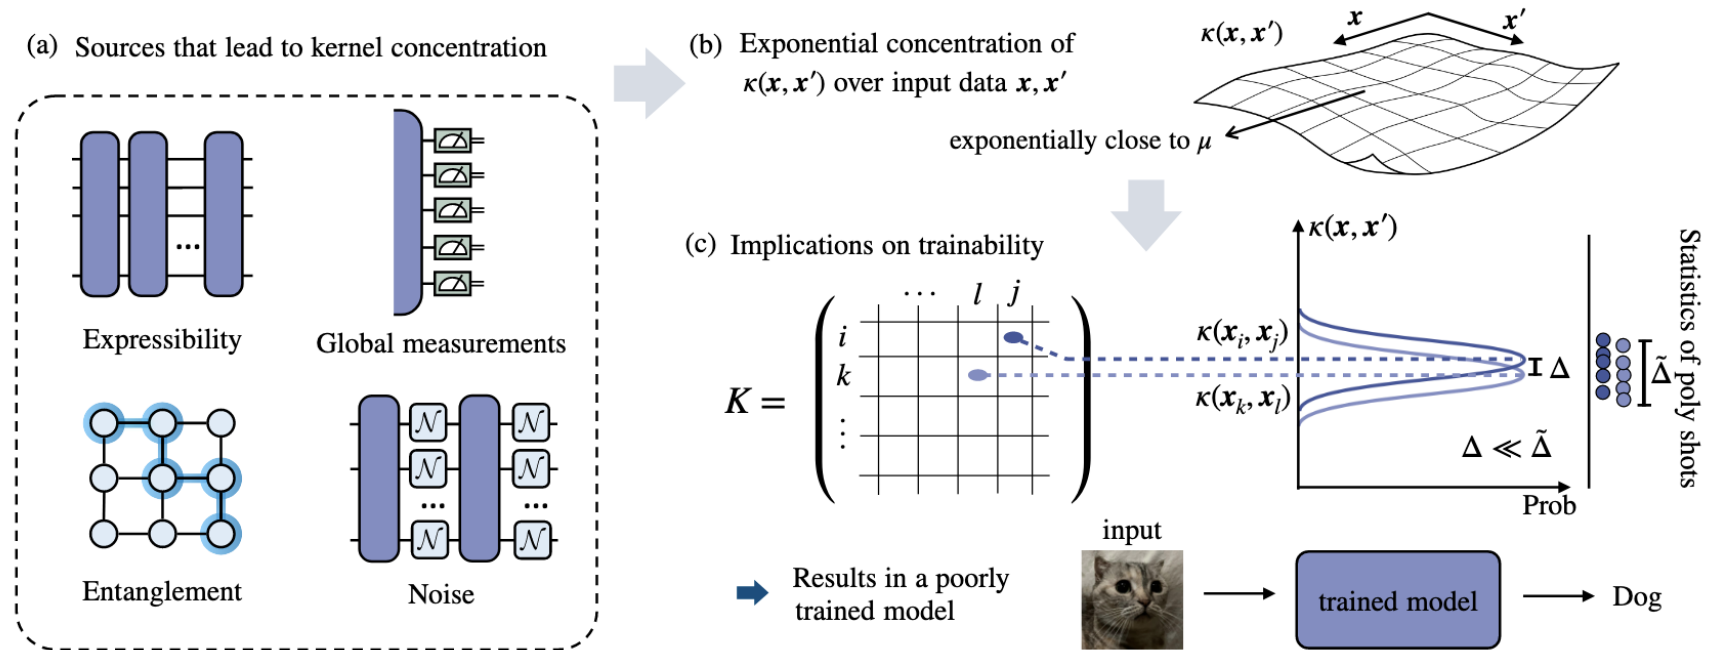 (a) Sources that lead to kernel concentration
Expressibility
Global measurements
...
Entanglement
𝒩 𝒩
𝒩 𝒩
... ...
𝒩 𝒩
Noise
(b) Exponential concentration of
κ(x, x′) over input data x, x′
κ(x, x′)
x
x′
exponentially close to μ
(c) Implications on trainability
K =
... l j
i
k
⋮
κ(x, x′)
κ(xᵢ, xⱼ)
κ(xₖ, xₗ)
Δ
Δ ≪ Δ̃
Prob
Δ̃
Statistics of poly shots
Results in a poorly
trained model
input
trained model
Dog